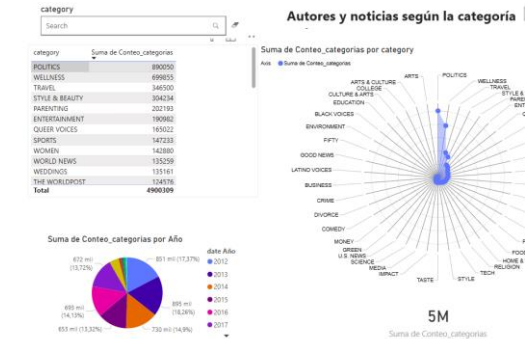 category
Search
category Suma de Conteo_categorias
POLITICS 890050
WELLNESS 699855
TRAVEL 346500
STYLE & BEAUTY 304234
PARENTING 202193
ENTERTAINMENT 190982
QUEER VOICES 165022
SPORTS 147233
WOMEN 142880
WORLD NEWS 135259
WEDDINGS 135161
THE WORLDPOST 124576
Total 4900309
Autores y noticias según la categoría
Suma de Conteo_categorias por category
Axis Suma de Conteo_categorias
ARTS
POLITICS
ARTS & CULTURE
WELLNESS
COLLEGE
TRAVEL
CULTURE & ARTS
STYLE &
EDUCATION
BLACK VOICES
ENVIRONMENT
FIFTY
GOOD NEWS
LATINO VOICES
BUSINESS
CRIME
DIVORCE
COMEDY
MONEY
GREEN
FOOD
U.S. NEWS
HOME &
SCIENCE
RELIGION
MEDIA
TECH
IMPACT
STYLE
TASTE
Suma de Conteo_categorias por Año
672 mil
(13,72%)
851 mil (17,37%)
693 mil
(14,13%)
895 mil
(18,26%)
653 mil (13,32%)
730 mil (14,9%)
date Año
2012
2013
2014
2015
2016
2017
5M
Suma de Conteo_categorias